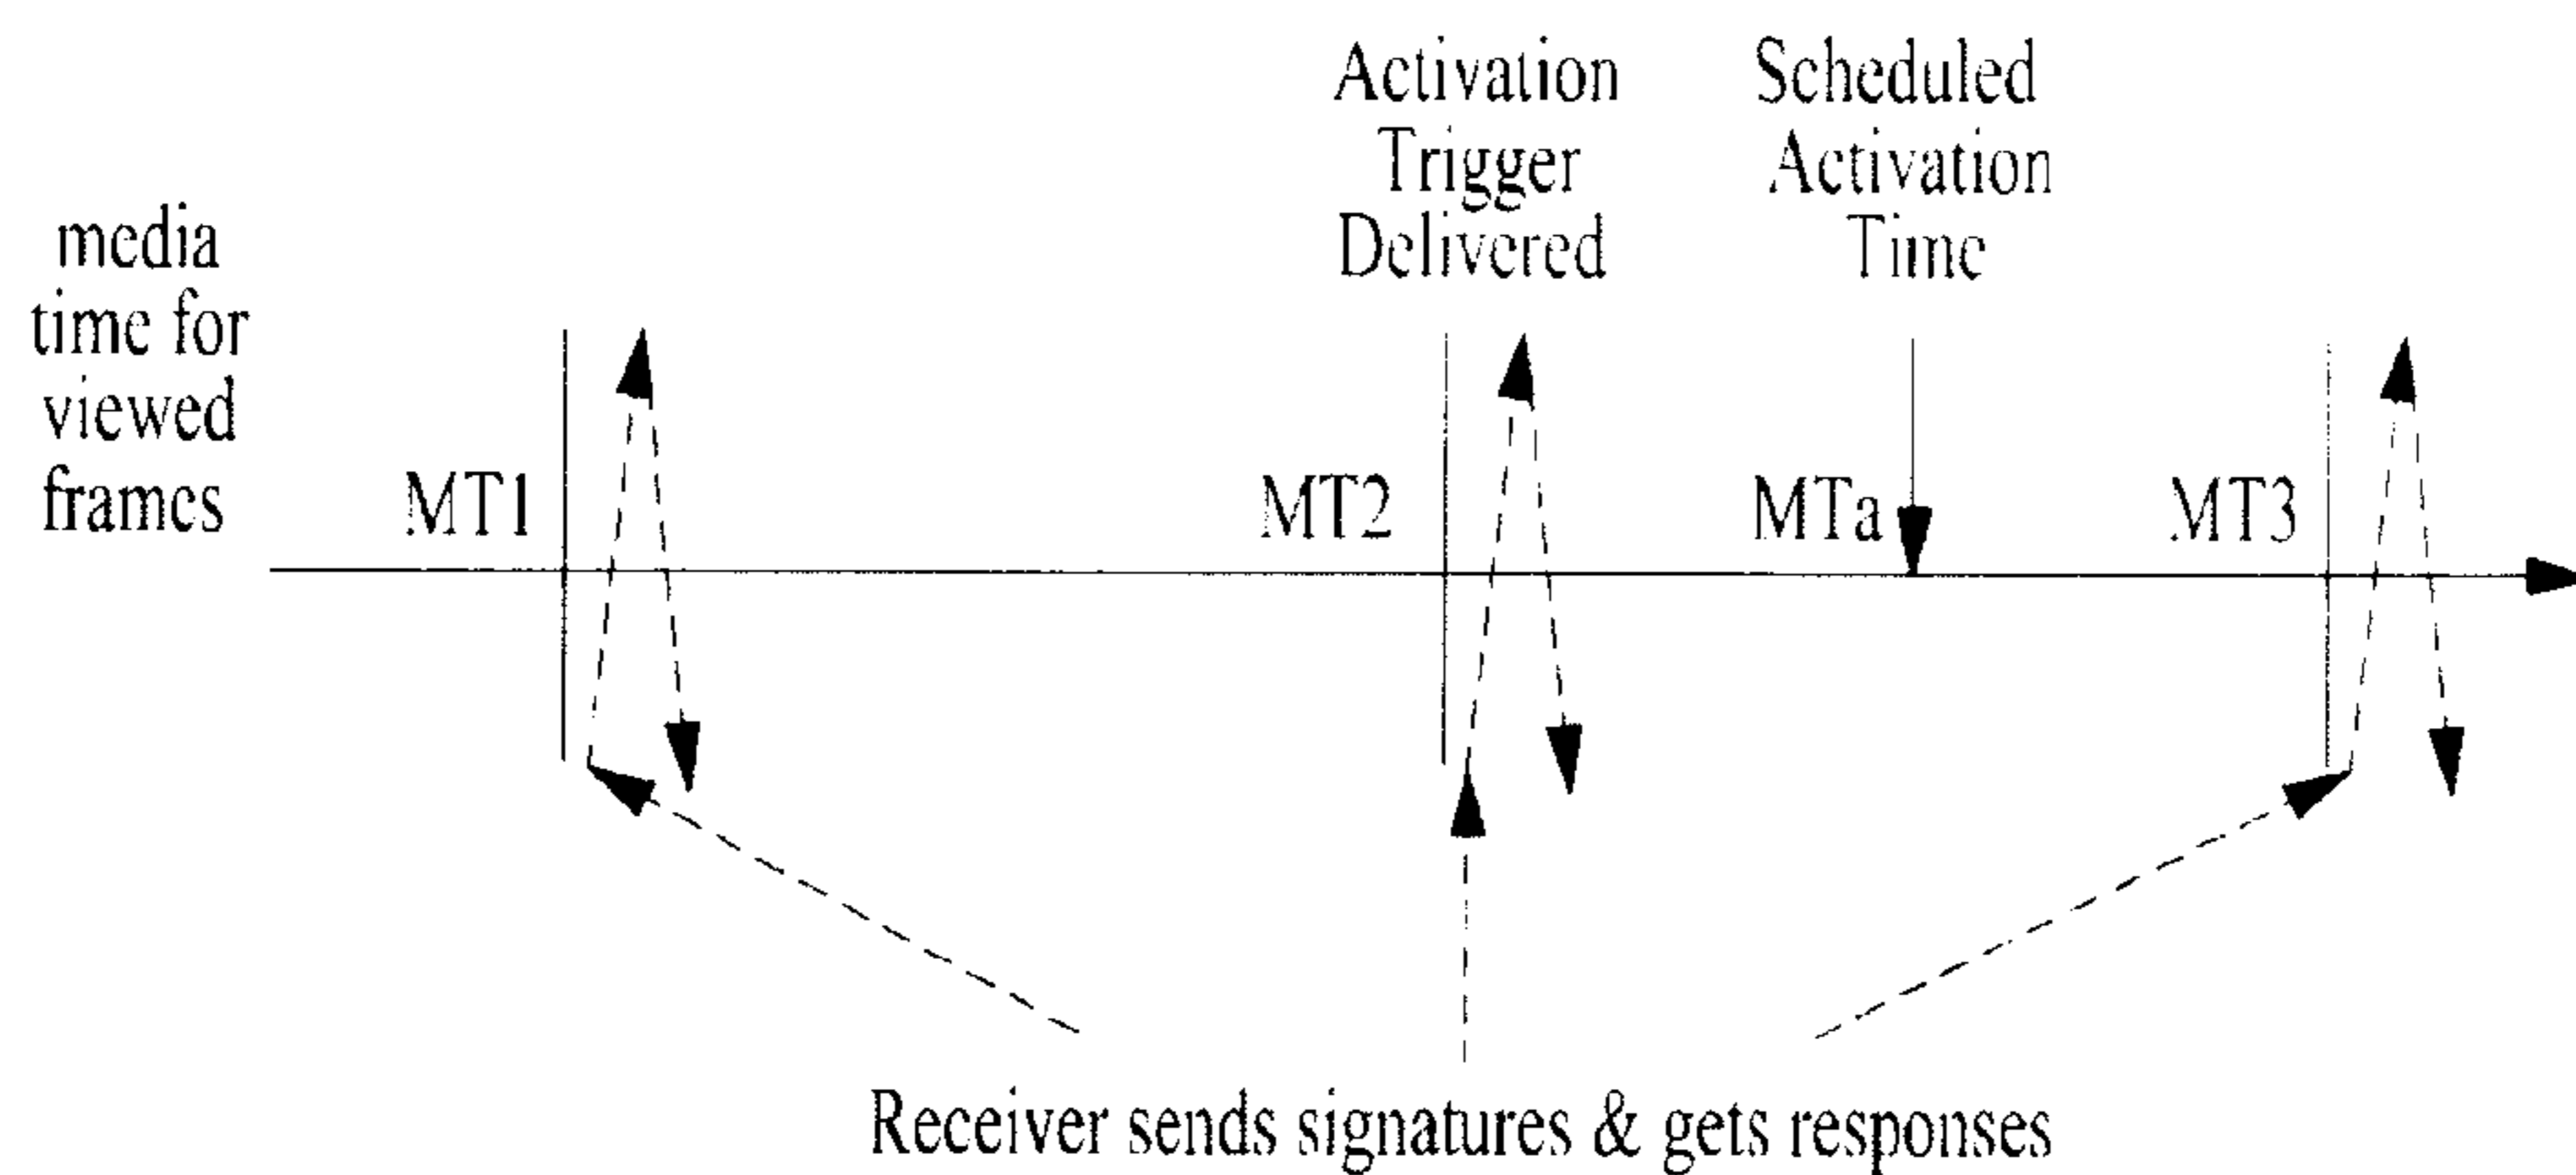 Activation
Trigger
Delivered
Scheduled
Activation
Time
media
time for
viewed
frames
MT1
MT2
MTa
MT3
Receiver sends signatures & gets responses